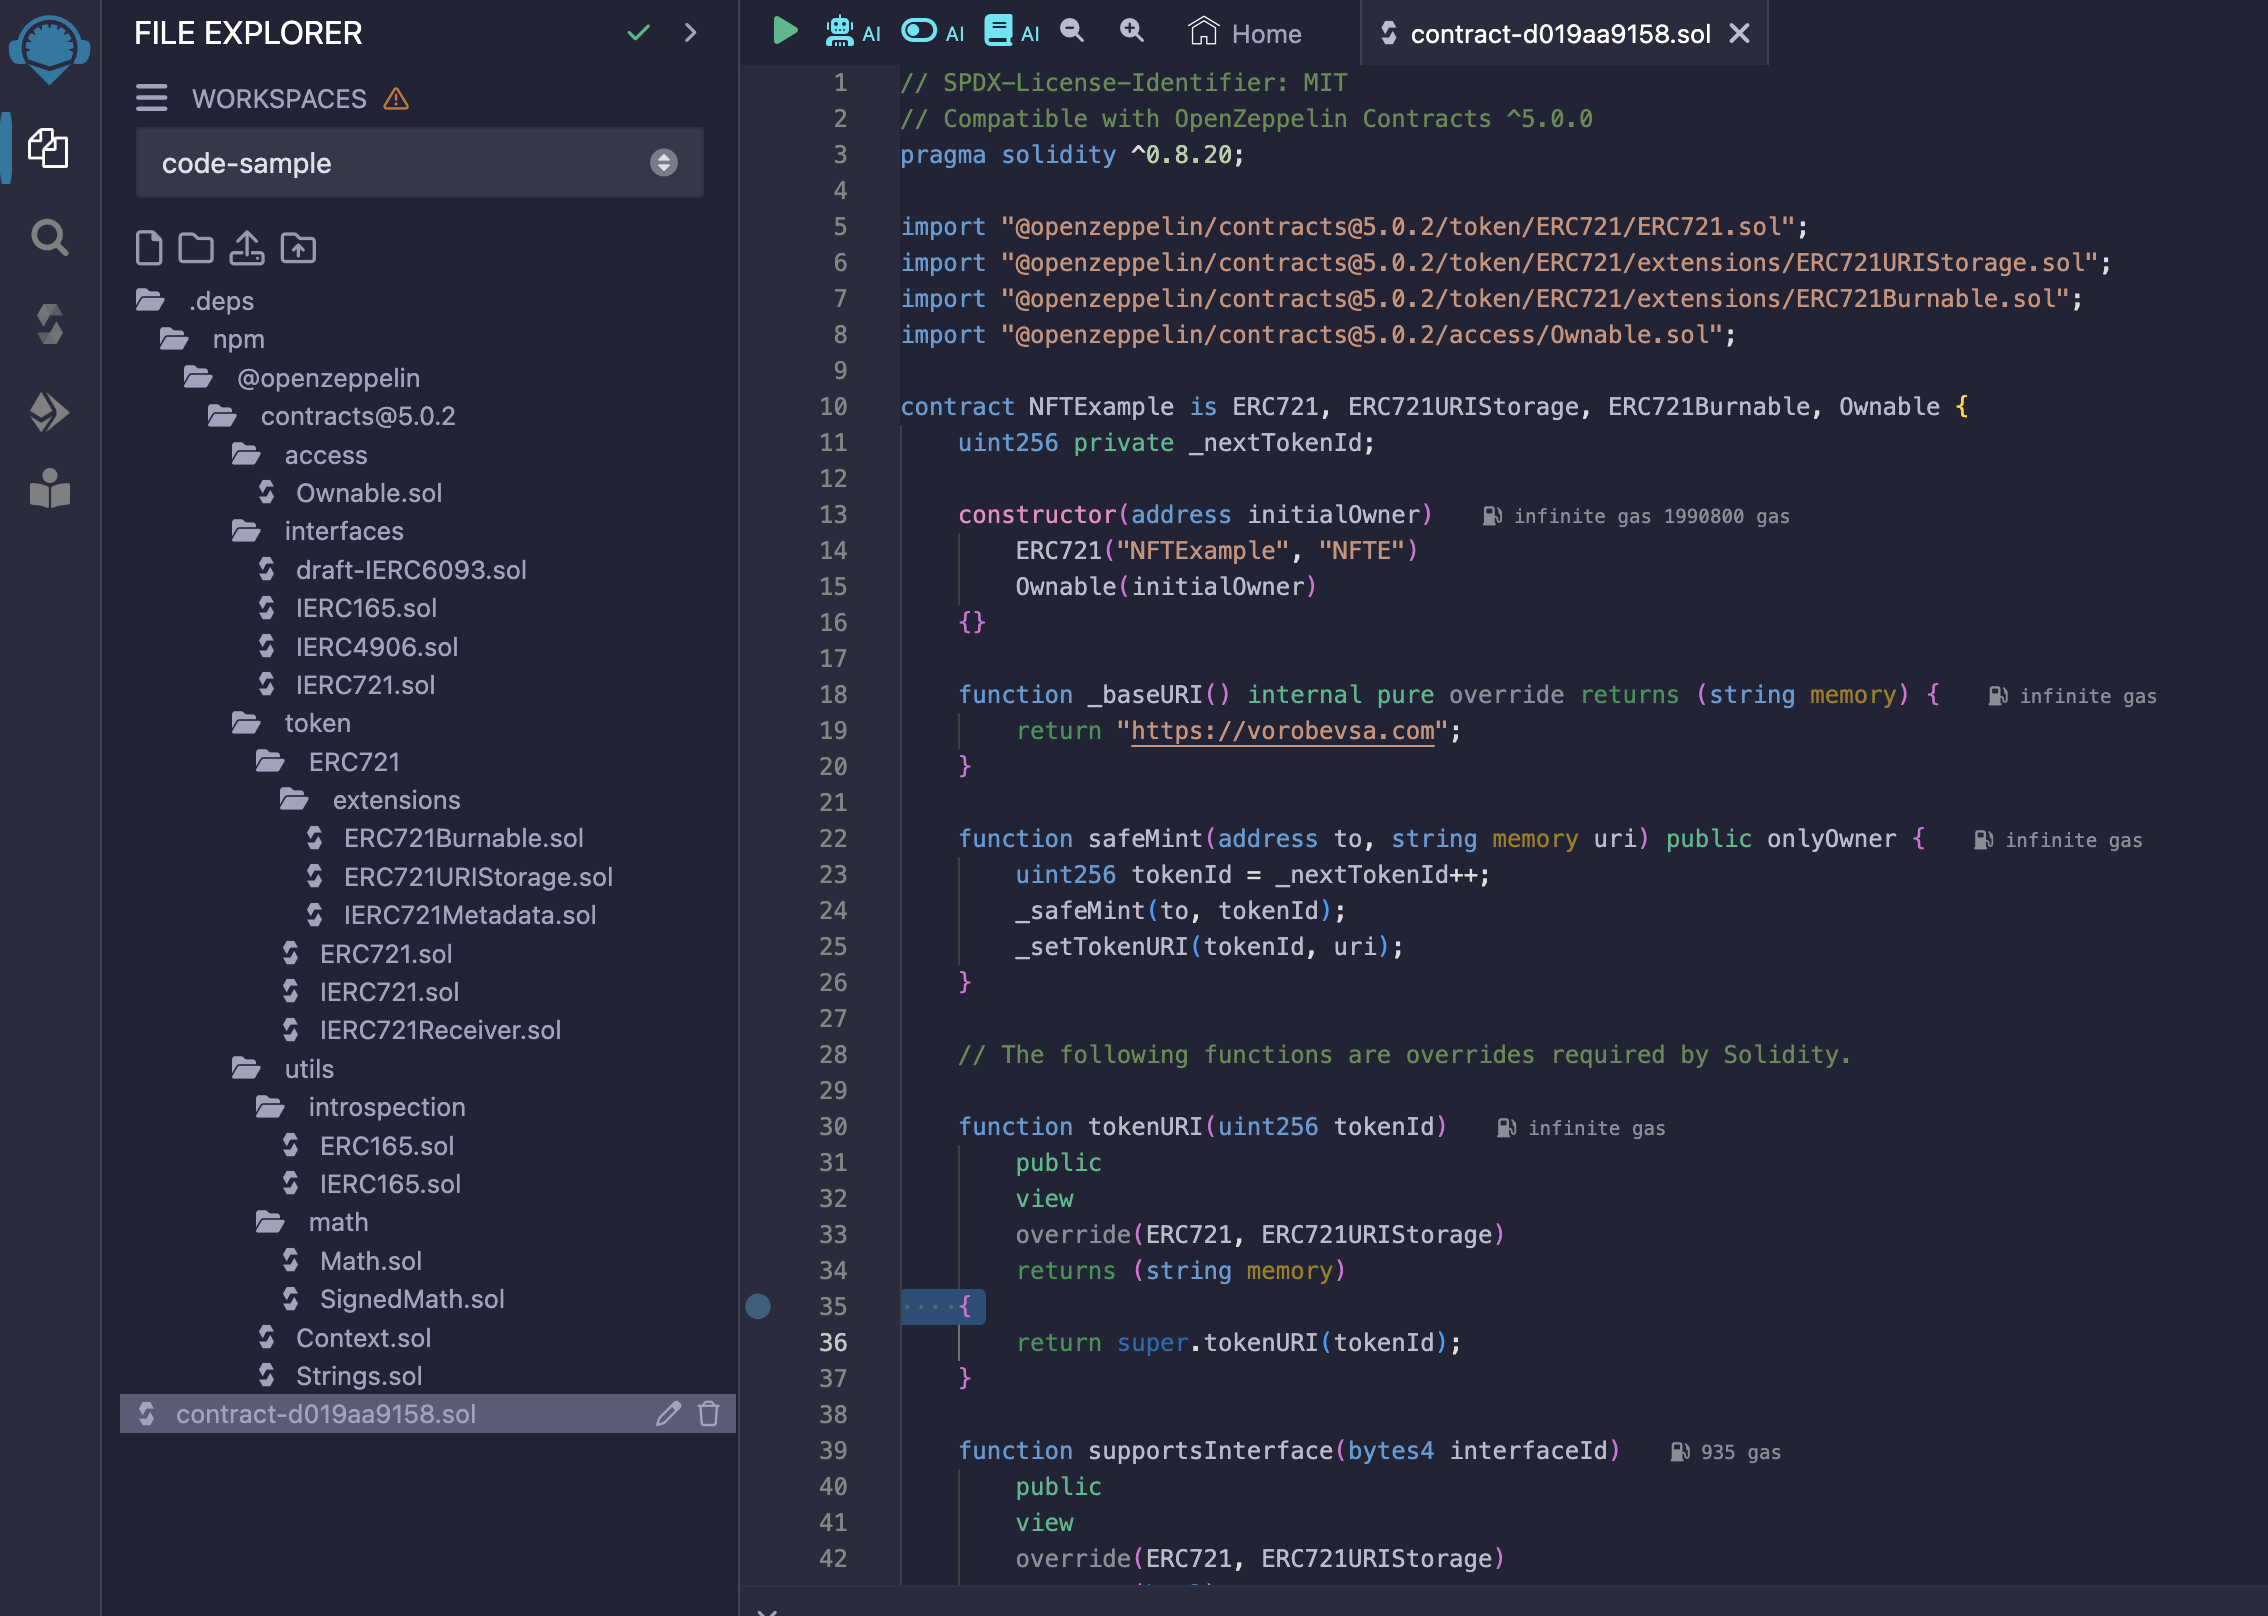 FILE EXPLORER
WORKSPACES
code-sample
.deps
npm
@openzeppelin
contracts@5.0.2
access
Ownable.sol
interfaces
draft-IERC6093.sol
IERC165.sol
IERC4906.sol
IERC721.sol
token
ERC721
extensions
ERC721Burnable.sol
ERC721URIStorage.sol
IERC721Metadata.sol
ERC721.sol
IERC721.sol
IERC721Receiver.sol
utils
introspection
ERC165.sol
IERC165.sol
math
Math.sol
SignedMath.sol
Context.sol
Strings.sol
contract-d019aa9158.sol
AI AI AI Home contract-d019aa9158.sol
1 // SPDX-License-Identifier: MIT
2 // Compatible with OpenZeppelin Contracts ^5.0.0
3 pragma solidity ^0.8.20;
4
5 import "@openzeppelin/contracts@5.0.2/token/ERC721/ERC721.sol";
6 import "@openzeppelin/contracts@5.0.2/token/ERC721/extensions/ERC721URIStorage.sol";
7 import "@openzeppelin/contracts@5.0.2/token/ERC721/extensions/ERC721Burnable.sol";
8 import "@openzeppelin/contracts@5.0.2/access/Ownable.sol";
9
10 contract NFTExample is ERC721, ERC721URIStorage, ERC721Burnable, Ownable {
11 uint256 private _nextTokenId;
12
13 constructor(address initialOwner) infinite gas 1990800 gas
14 ERC721("NFTExample", "NFTE")
15 Ownable(initialOwner)
16 {}
17
18 function _baseURI() internal pure override returns (string memory) { infinite gas
19 return "https://vorobevsa.com";
20 }
21
22 function safeMint(address to, string memory uri) public onlyOwner { infinite gas
23 uint256 tokenId = _nextTokenId++;
24 _safeMint(to, tokenId);
25 _setTokenURI(tokenId, uri);
26 }
27
28 // The following functions are overrides required by Solidity.
29
30 function tokenURI(uint256 tokenId) infinite gas
31 public
32 view
33 override(ERC721, ERC721URIStorage)
34 returns (string memory)
35 ····{
36 return super.tokenURI(tokenId);
37 }
38
39 function supportsInterface(bytes4 interfaceId) 935 gas
40 public
41 view
42 override(ERC721, ERC721URIStorage)